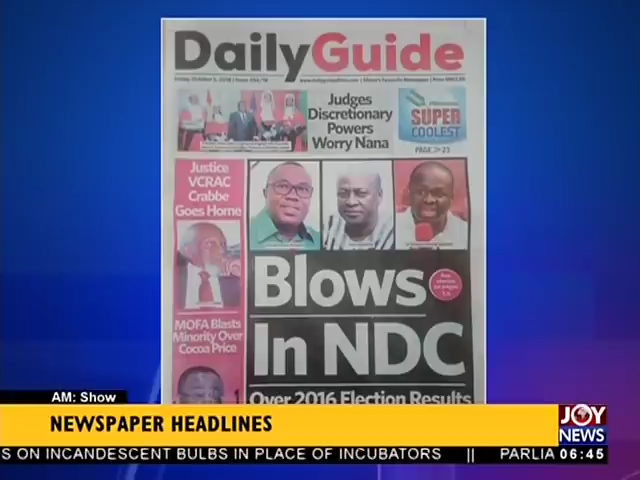 DailyGuide
Judges
Discretionary
Powers
Worry Nana
SUPER
COOLEST
PAGE > 23
Justice
VCRAC
Crabbe
Goes Home
MOFA Blasts
Minority Over
Cocoa Price
Blows
In NDC
Over 2016 Election Results
AM: Show
NEWSPAPER HEADLINES
JOY
NEWS
S ON INCANDESCENT BULBS IN PLACE OF INCUBATORS || PARLIA 06:45